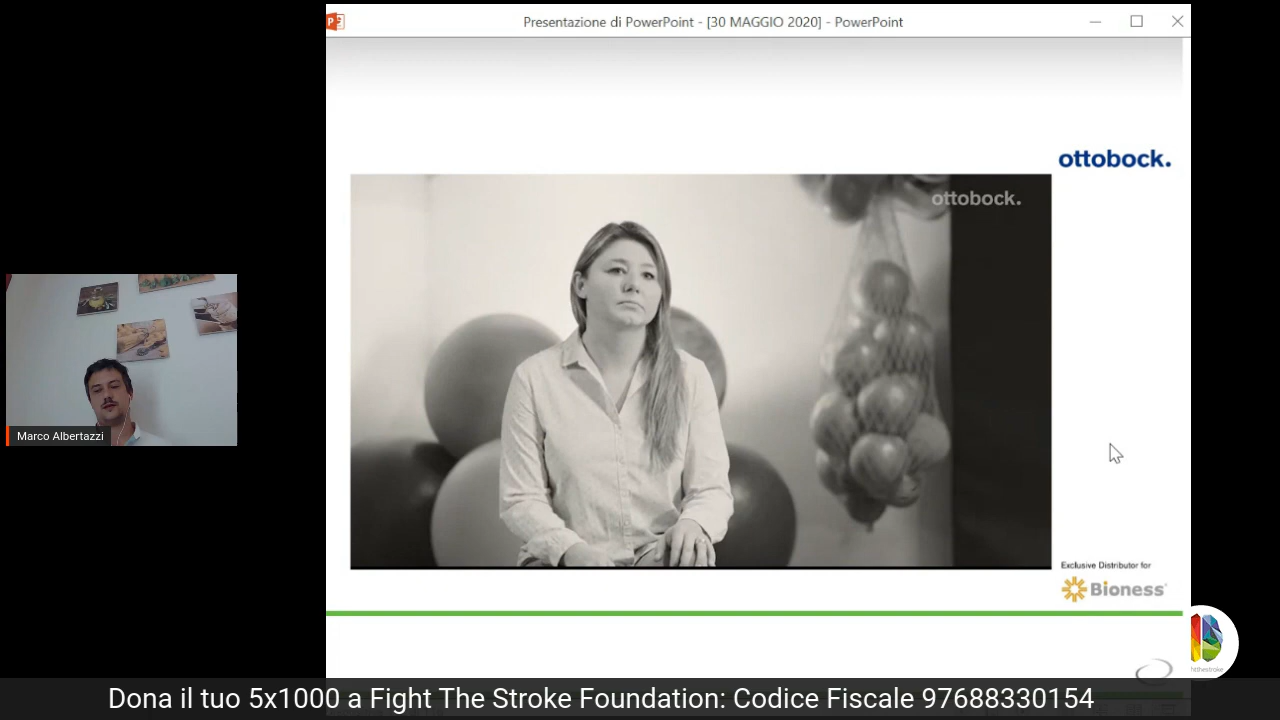 Presentazione di PowerPoint - [30 MAGGIO 2020] - PowerPoint
ottobock.
ottobock.
Marco Albertazzi
Exclusive Distributor for
Bioness
Dona il tuo 5x1000 a Fight The Stroke Foundation: Codice Fiscale 97688330154